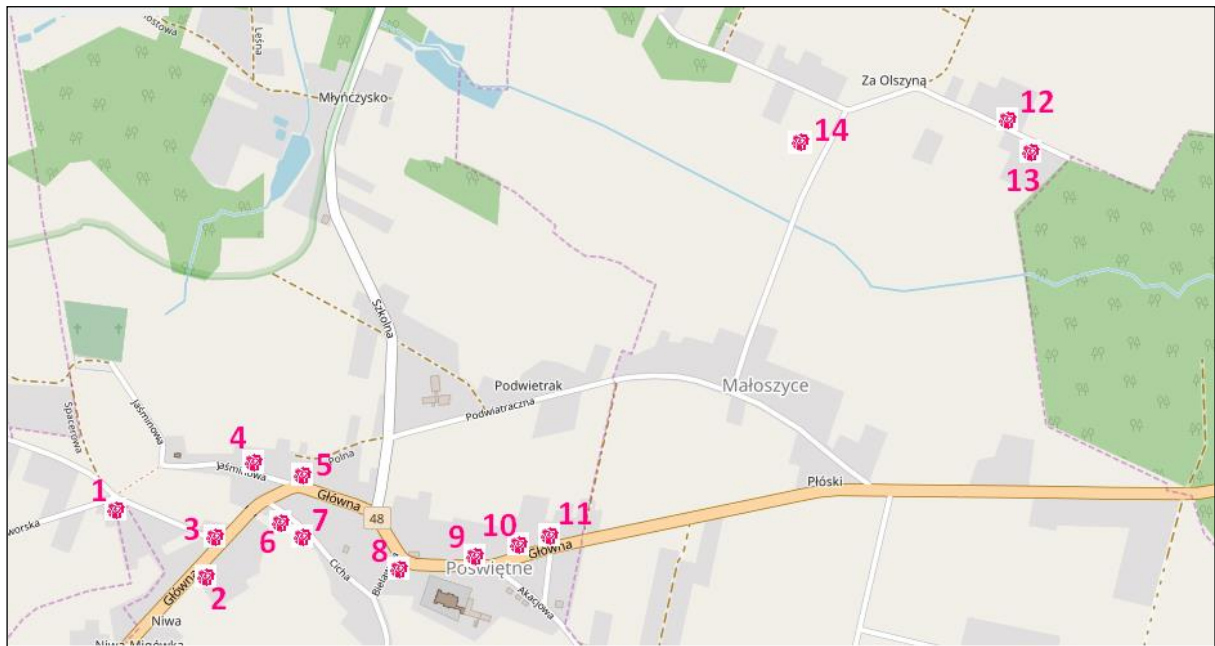 Leśna
Za Olszyną
Młyńczysko
12
14
13
Szkolna
Podwietrak
Małoszyce
Podwiatraczna
Jaśminowa
Spacerowa
4
Polna
Jaśminowa
5
Płóski
1
Główna
48
3
6
7
9
10
11
Główna
8
Cicha
Poświętne
2
Główna
Akacjowa
Niwa